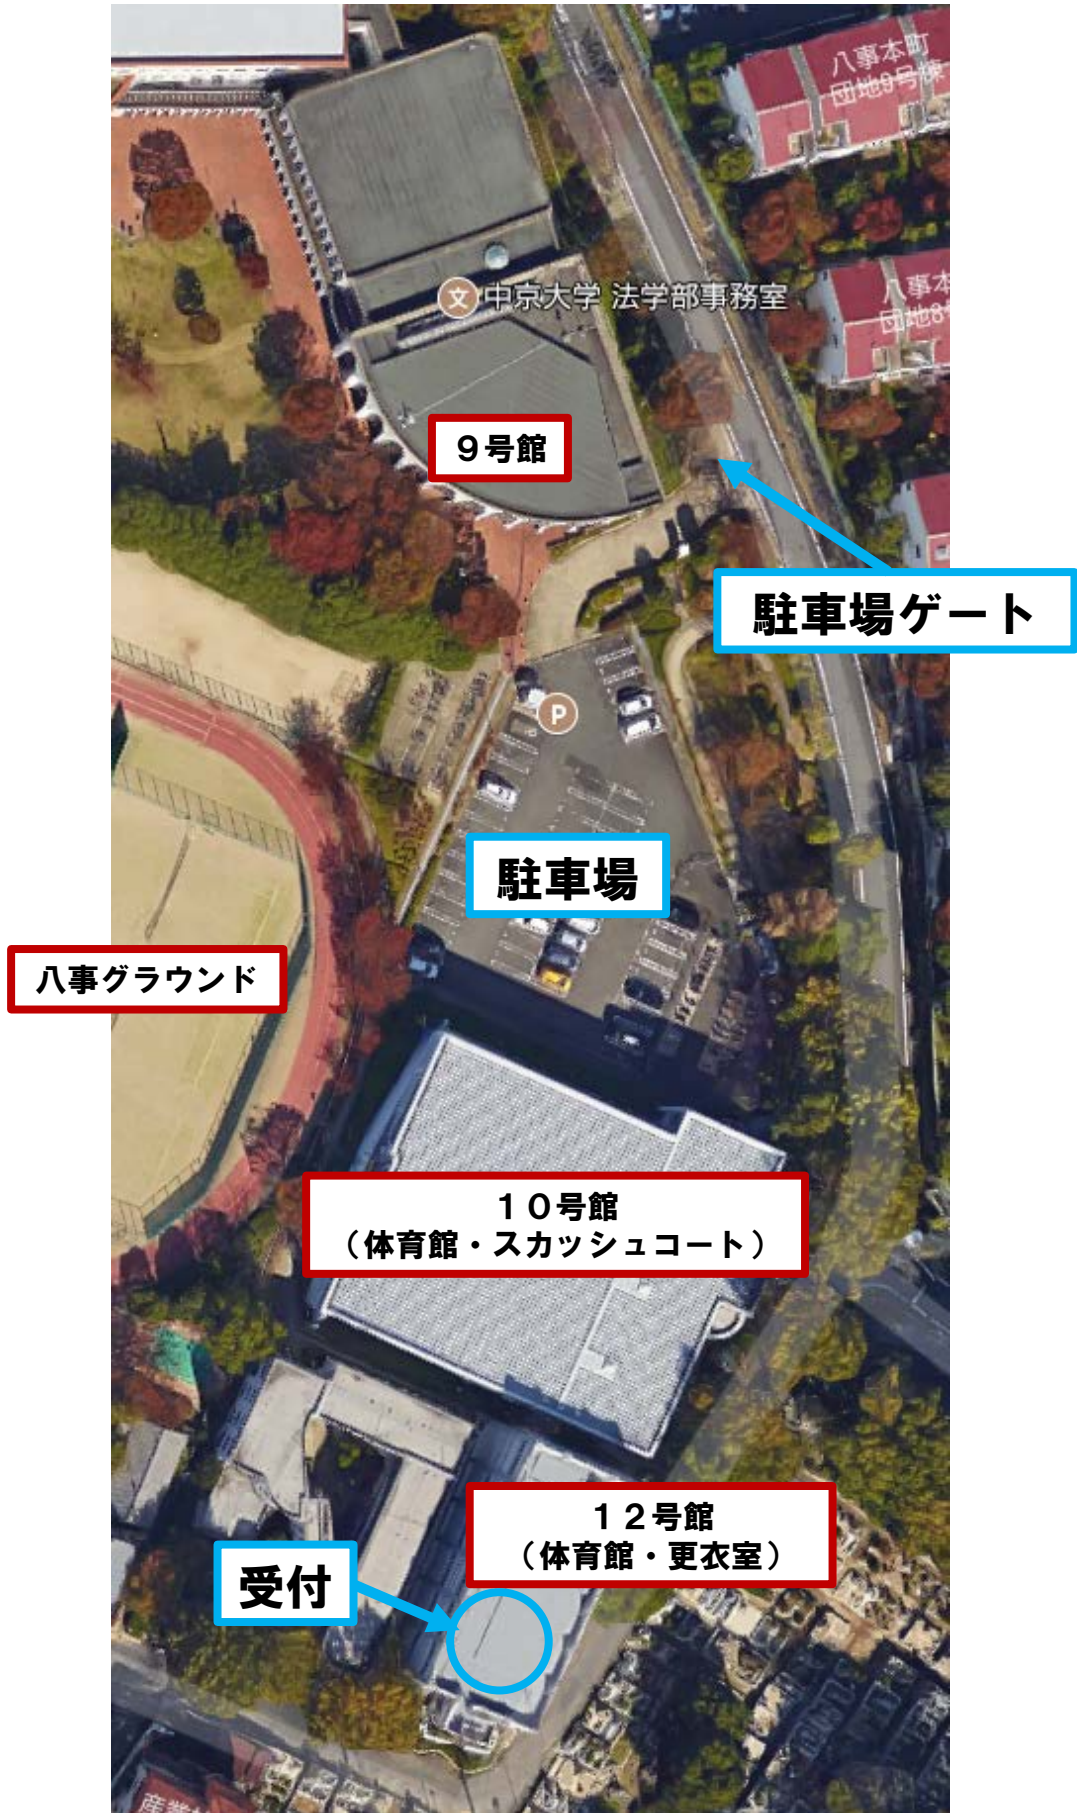 八事本町
団地9号棟
中京大学 法学部事務室
八事本
団地8号
９号館
駐車場ゲート
P
駐車場
八事グラウンド
１０号館
（体育館・スカッシュコート）
１２号館
（体育館・更衣室）
受付
産業